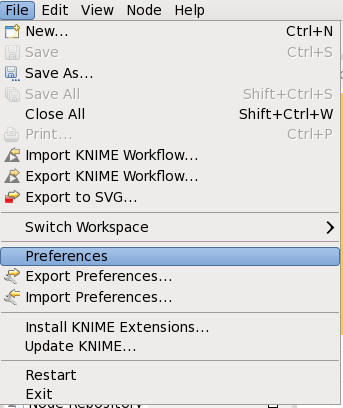 File Edit View Node Help
New... Ctrl+N
Save Ctrl+S
Save As...
Save All Shift+Ctrl+S
Close All Shift+Ctrl+W
Print... Ctrl+P
Import KNIME Workflow...
Export KNIME Workflow...
Export to SVG...
Switch Workspace
Preferences
Export Preferences...
Import Preferences...
Install KNIME Extensions...
Update KNIME...
Restart
Exit
Node Repository